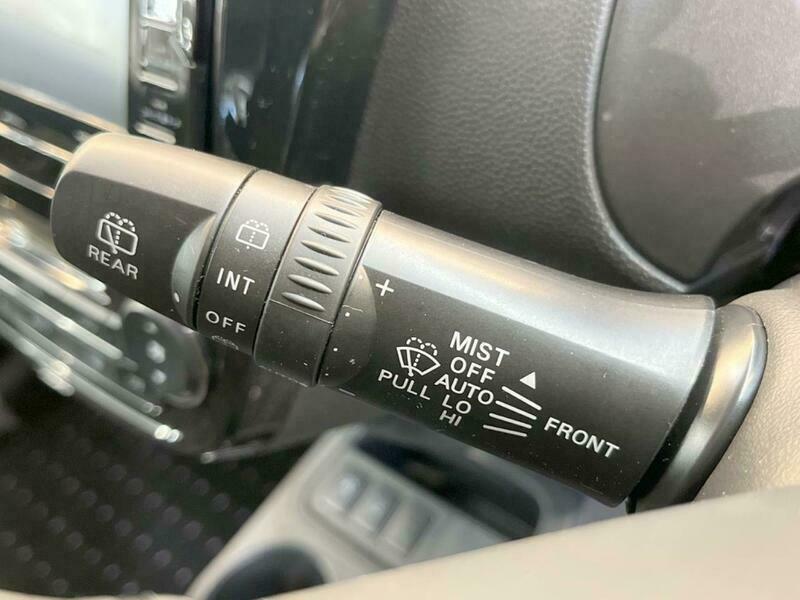 REAR
INT
OFF
+
MIST
OFF
PULL AUTO
LO
HI
FRONT